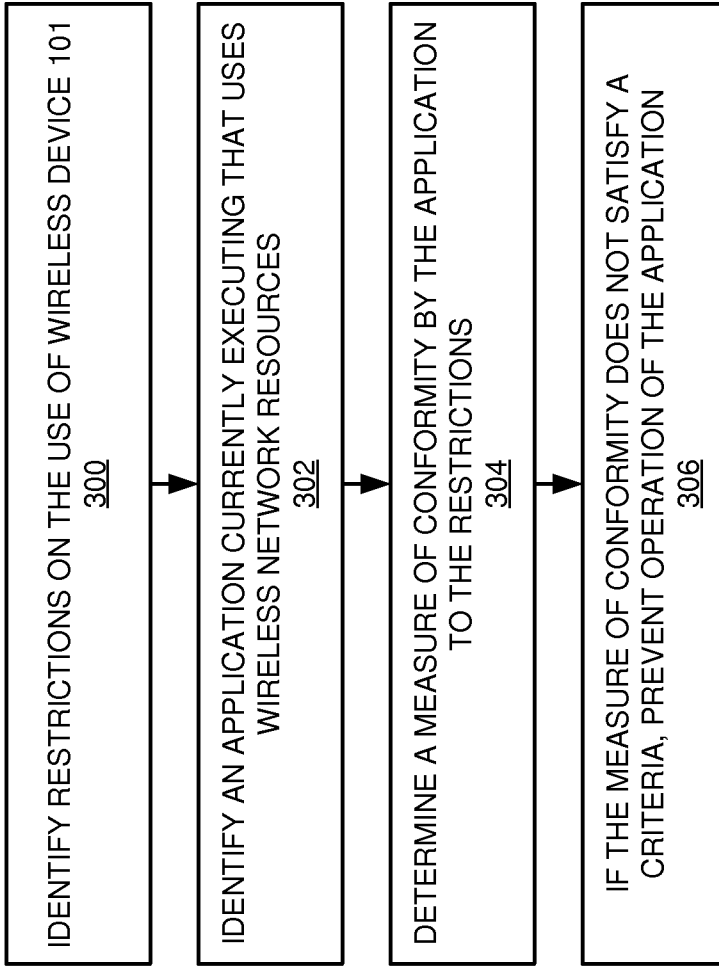 IDENTIFY RESTRICTIONS ON THE USE OF WIRELESS DEVICE 101
300
IDENTIFY AN APPLICATION CURRENTLY EXECUTING THAT USES
WIRELESS NETWORK RESOURCES
302
DETERMINE A MEASURE OF CONFORMITY BY THE APPLICATION
TO THE RESTRICTIONS
304
IF THE MEASURE OF CONFORMITY DOES NOT SATISFY A
CRITERIA, PREVENT OPERATION OF THE APPLICATION
306